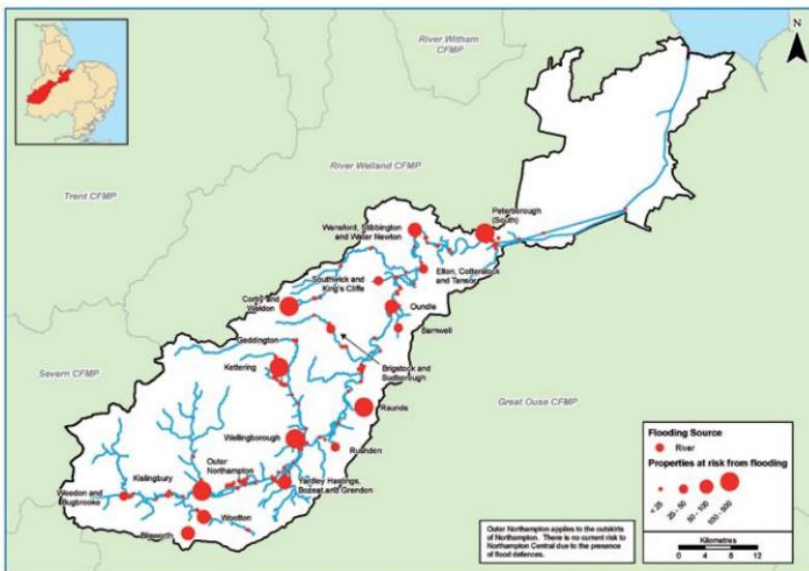 N
River Witham
CFMP
River Welland CFMP
Trent CFMP
Peterborough
(South)
Wansford, Stibbington
and Water Newton
Elton, Cotterstock
and Tansor
Southwick and
King's Cliffe
Corby and
Weldon
Oundle
Barnwell
Geddington
Brigstock and
Sudborough
Severn CFMP
Kettering
Great Ouse CFMP
Raunds
Wellingborough
Rushden
Outer
Northampton
Kislingbury
Yardley Hastings,
Bozeat and Grendon
Weedon and
Bugbrooke
Wootton
Blisworth
Flooding Source
River
Properties at risk from flooding
< 25
25 - 50
50 - 100
100 - 500
Outer Northampton applies to the outskirts
of Northampton. There is no current risk to
Northampton Central due to the presence
of flood defences.
Kilometres
0 4 8 12